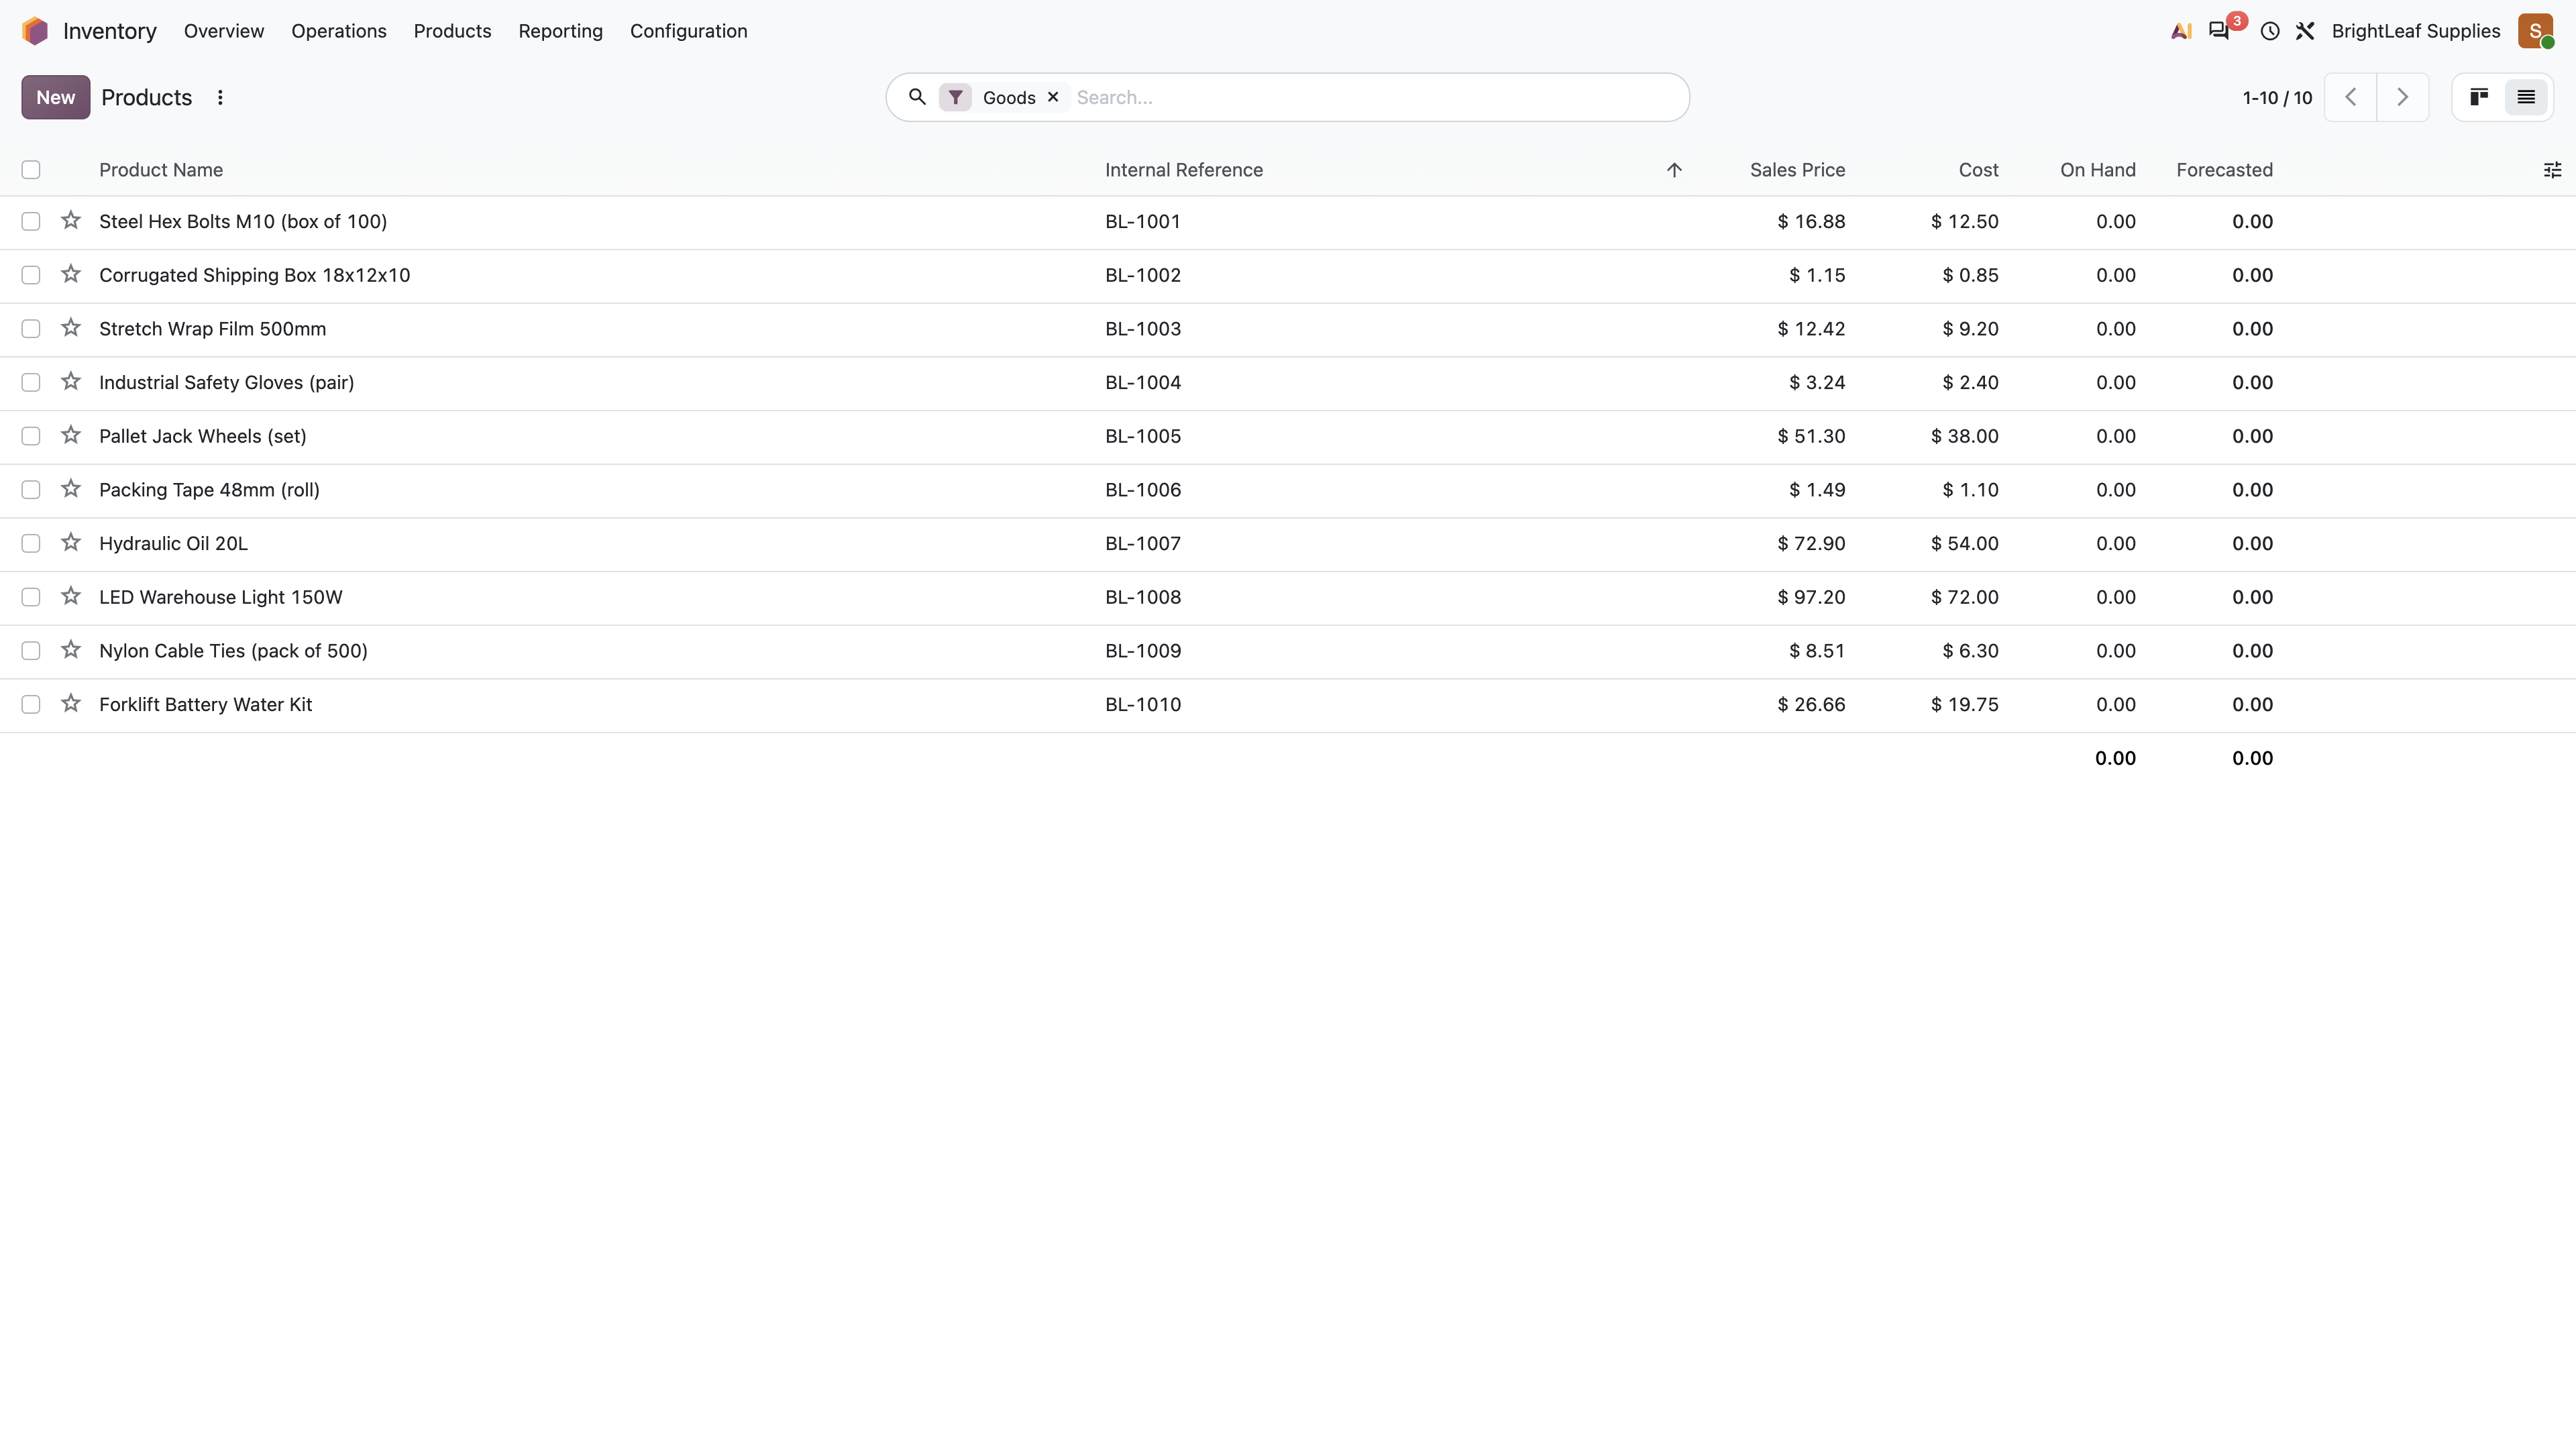 Inventory Overview Operations Products Reporting Configuration AI 3 BrightLeaf Supplies S
New Products Goods Search... 1-10 / 10
Product Name Internal Reference Sales Price Cost On Hand Forecasted
Steel Hex Bolts M10 (box of 100) BL-1001 $ 16.88 $ 12.50 0.00 0.00
Corrugated Shipping Box 18x12x10 BL-1002 $ 1.15 $ 0.85 0.00 0.00
Stretch Wrap Film 500mm BL-1003 $ 12.42 $ 9.20 0.00 0.00
Industrial Safety Gloves (pair) BL-1004 $ 3.24 $ 2.40 0.00 0.00
Pallet Jack Wheels (set) BL-1005 $ 51.30 $ 38.00 0.00 0.00
Packing Tape 48mm (roll) BL-1006 $ 1.49 $ 1.10 0.00 0.00
Hydraulic Oil 20L BL-1007 $ 72.90 $ 54.00 0.00 0.00
LED Warehouse Light 150W BL-1008 $ 97.20 $ 72.00 0.00 0.00
Nylon Cable Ties (pack of 500) BL-1009 $ 8.51 $ 6.30 0.00 0.00
Forklift Battery Water Kit BL-1010 $ 26.66 $ 19.75 0.00 0.00
0.00 0.00